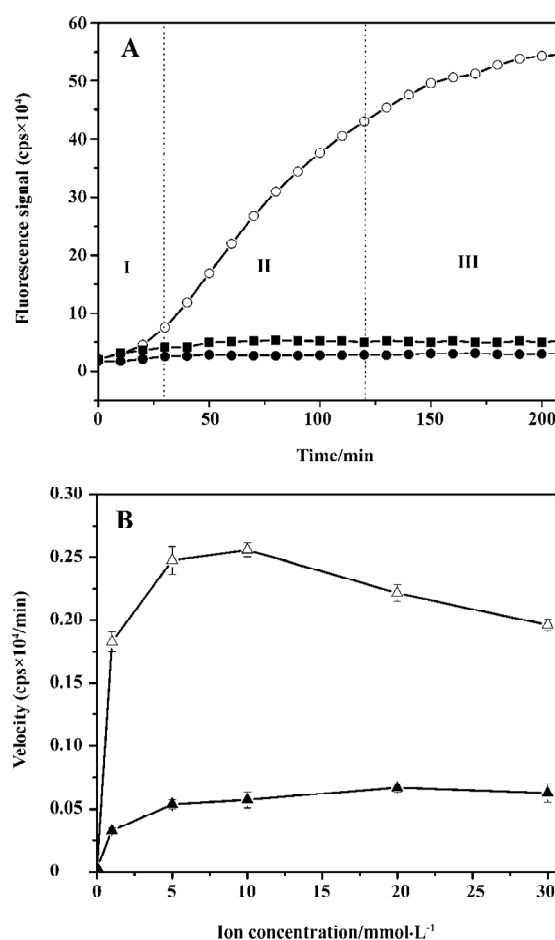 A
60
50
40
30
20
10
0
Fluorescence signal (cps×10⁴)
I
II
III
0 50 100 150 200
Time/min
B
0.30
0.25
0.20
0.15
0.10
0.05
0
Velocity (cps×10⁴/min)
0 5 10 20 30
Ion concentration/mmol·L⁻¹